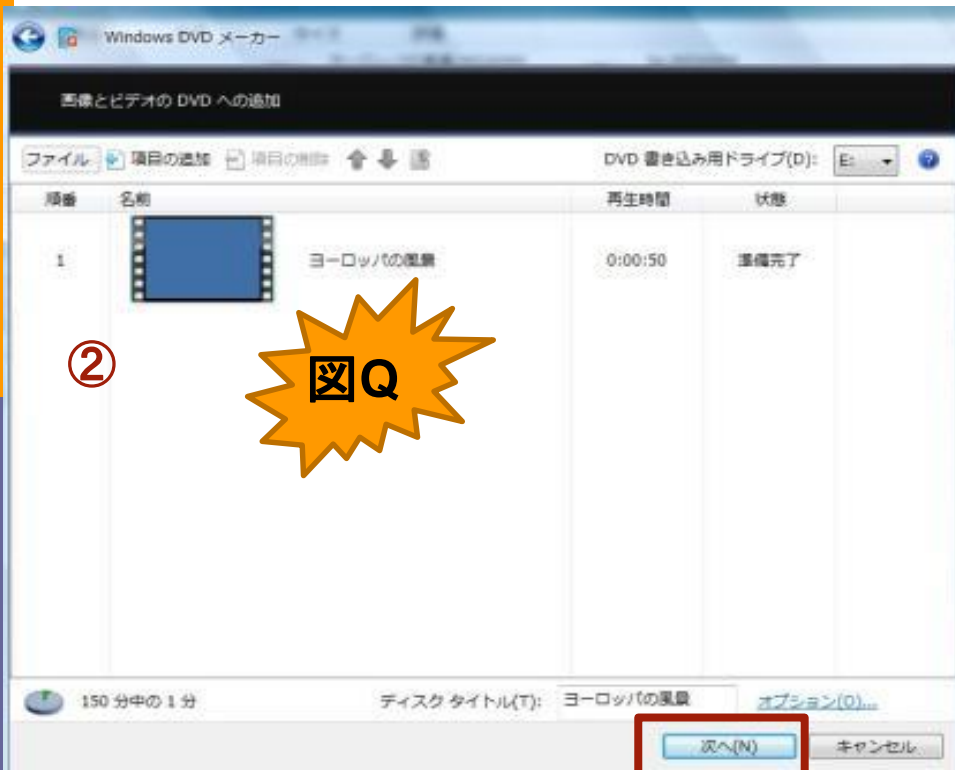 Windows DVD メーカー
画像とビデオの DVD への追加
ファイル 項目の追加 項目の削除 DVD 書き込み用ドライブ(D): E:
順番 名前 再生時間 状態
1 ヨーロッパの風景 0:00:50 準備完了
②
図Q
150 分中の 1 分 ディスク タイトル(T): ヨーロッパの風景 オプション(O)...
次へ(N) キャンセル